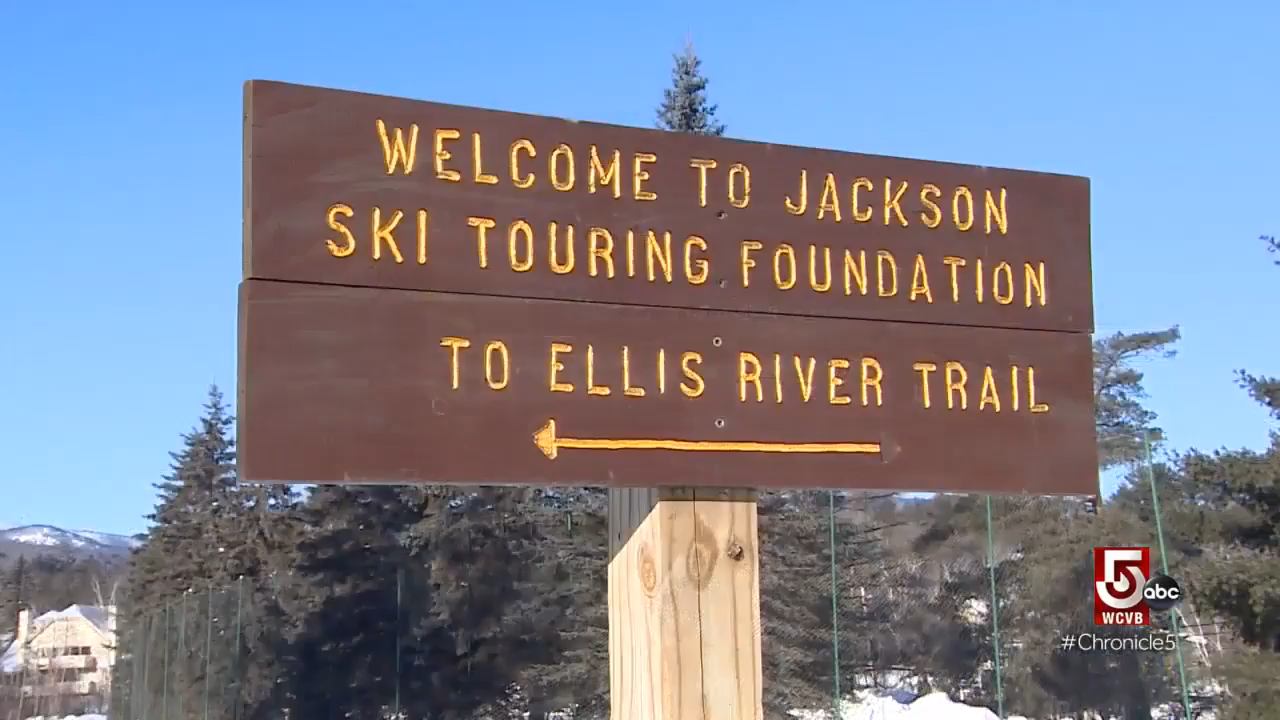 WELCOME TO JACKSON
SKI TOURING FOUNDATION
TO ELLIS RIVER TRAIL
5
abc
WCVB
#Chronicle5